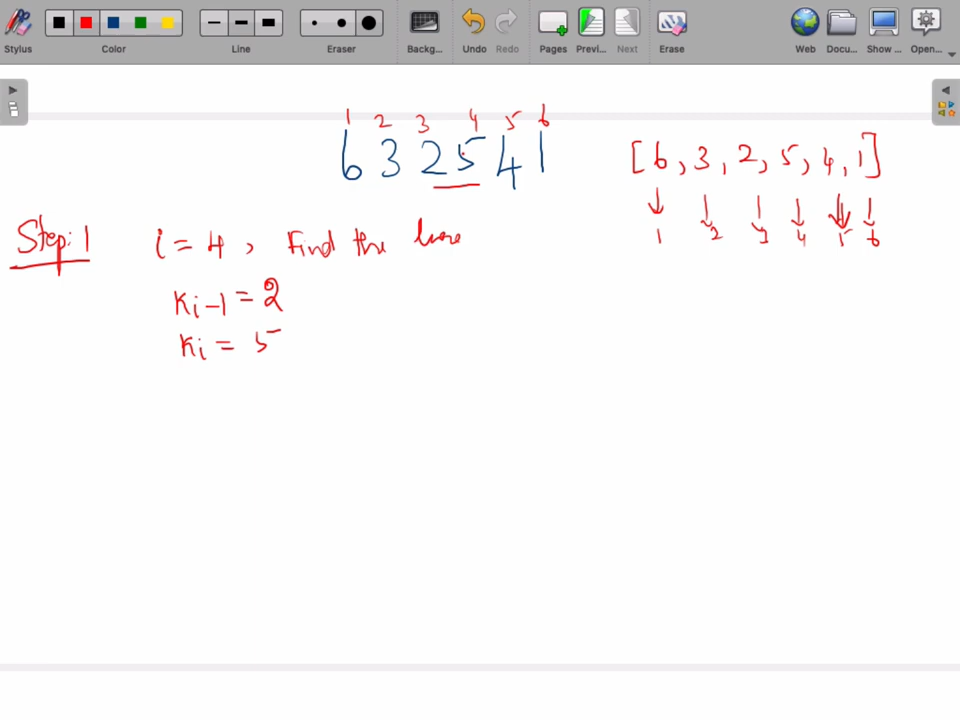 Stylus Color Line Eraser Backg... Undo Redo Pages Previ... Next Erase Web Docu... Show ... Open...
1 2 3 4 5 6
6 3 2 5 4 1
[6, 3, 2, 5, 4, 1]
1 2 3 4 5 6
Step: 1 i = 4, Find the
Ki-1 = 2
Ki = 5